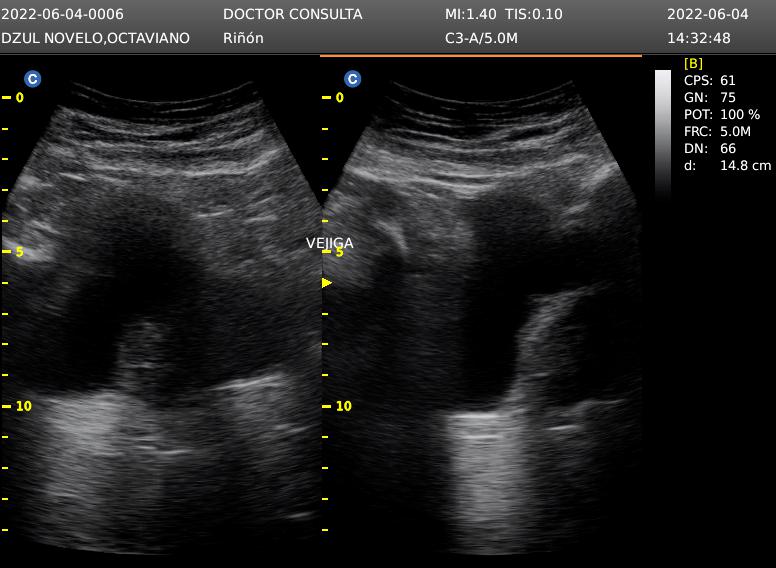 2022-06-04-0006 DOCTOR CONSULTA MI:1.40 TIS:0.10 2022-06-04
DZUL NOVELO,OCTAVIANO Riñón C3-A/5.0M 14:32:48
[B]
CPS: 61
GN: 75
POT: 100 %
FRC: 5.0M
DN: 66
d: 14.8 cm
C C
0 0
VEJIGA
5 5
10 10